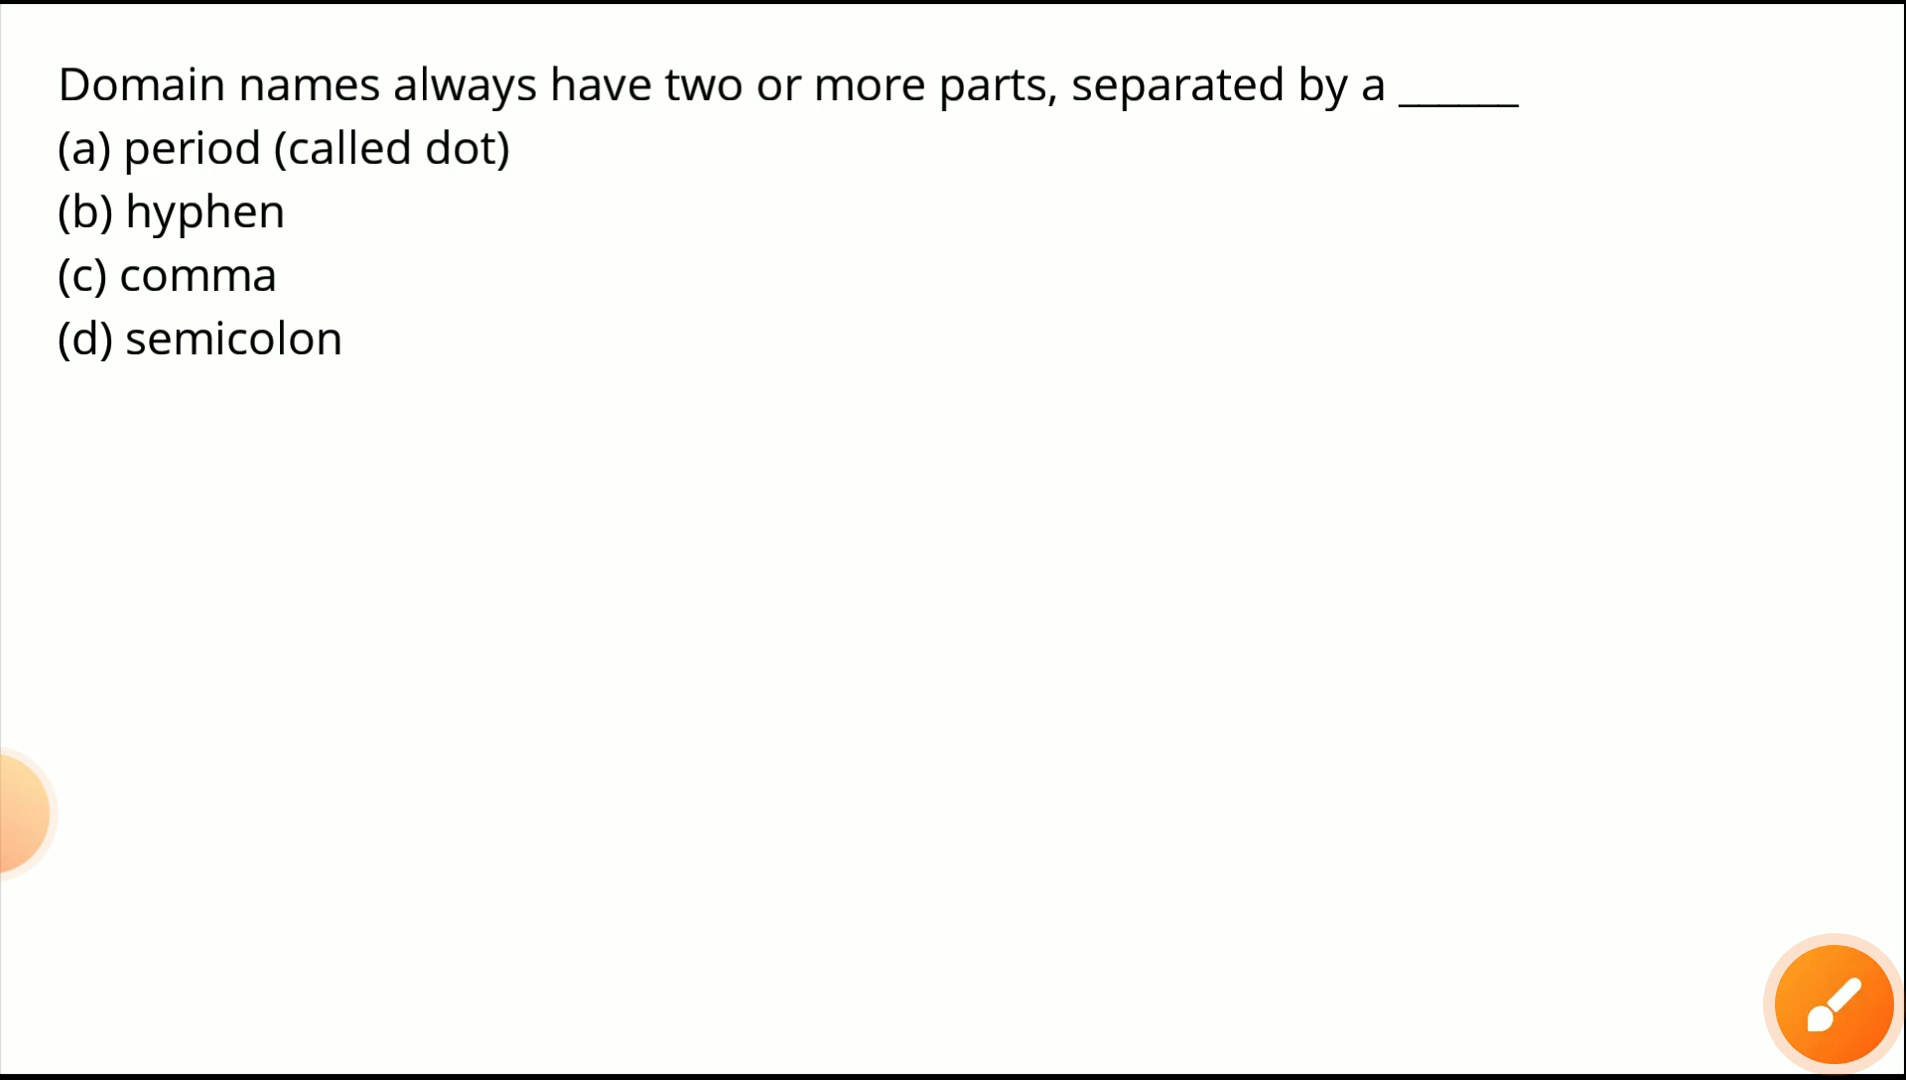 Domain names always have two or more parts, separated by a ______
(a) period (called dot)
(b) hyphen
(c) comma
(d) semicolon